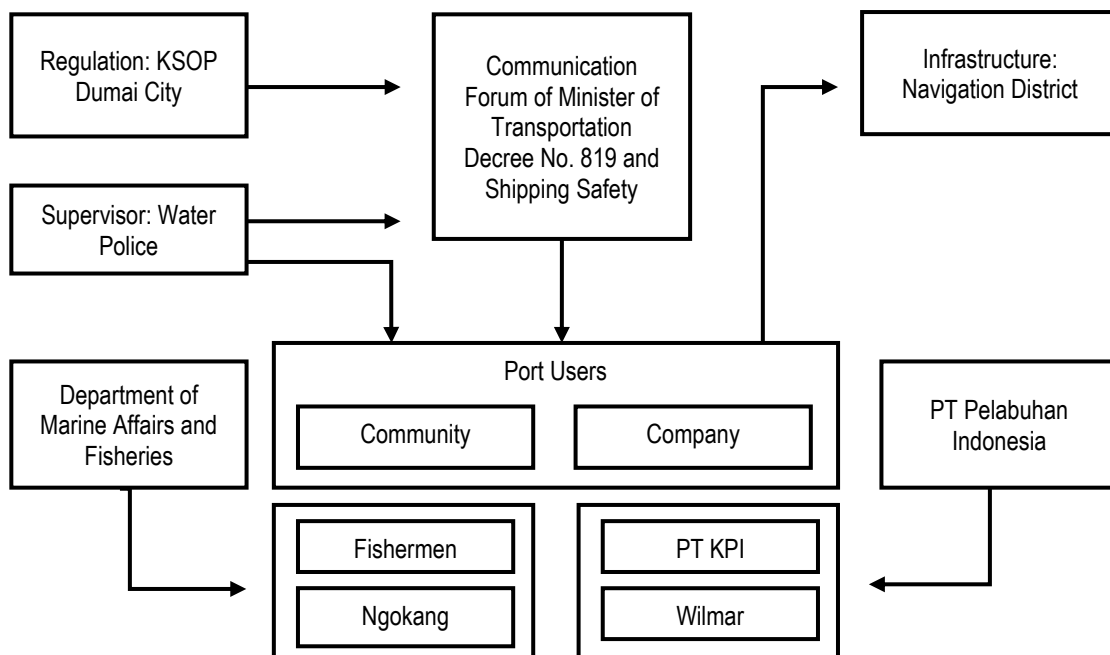 Regulation: KSOP
Dumai City
Communication
Forum of Minister of
Transportation
Decree No. 819 and
Shipping Safety
Infrastructure:
Navigation District
Supervisor: Water
Police
Port Users
Community
Company
Department of
Marine Affairs and
Fisheries
PT Pelabuhan
Indonesia
Fishermen
Ngokang
PT KPI
Wilmar